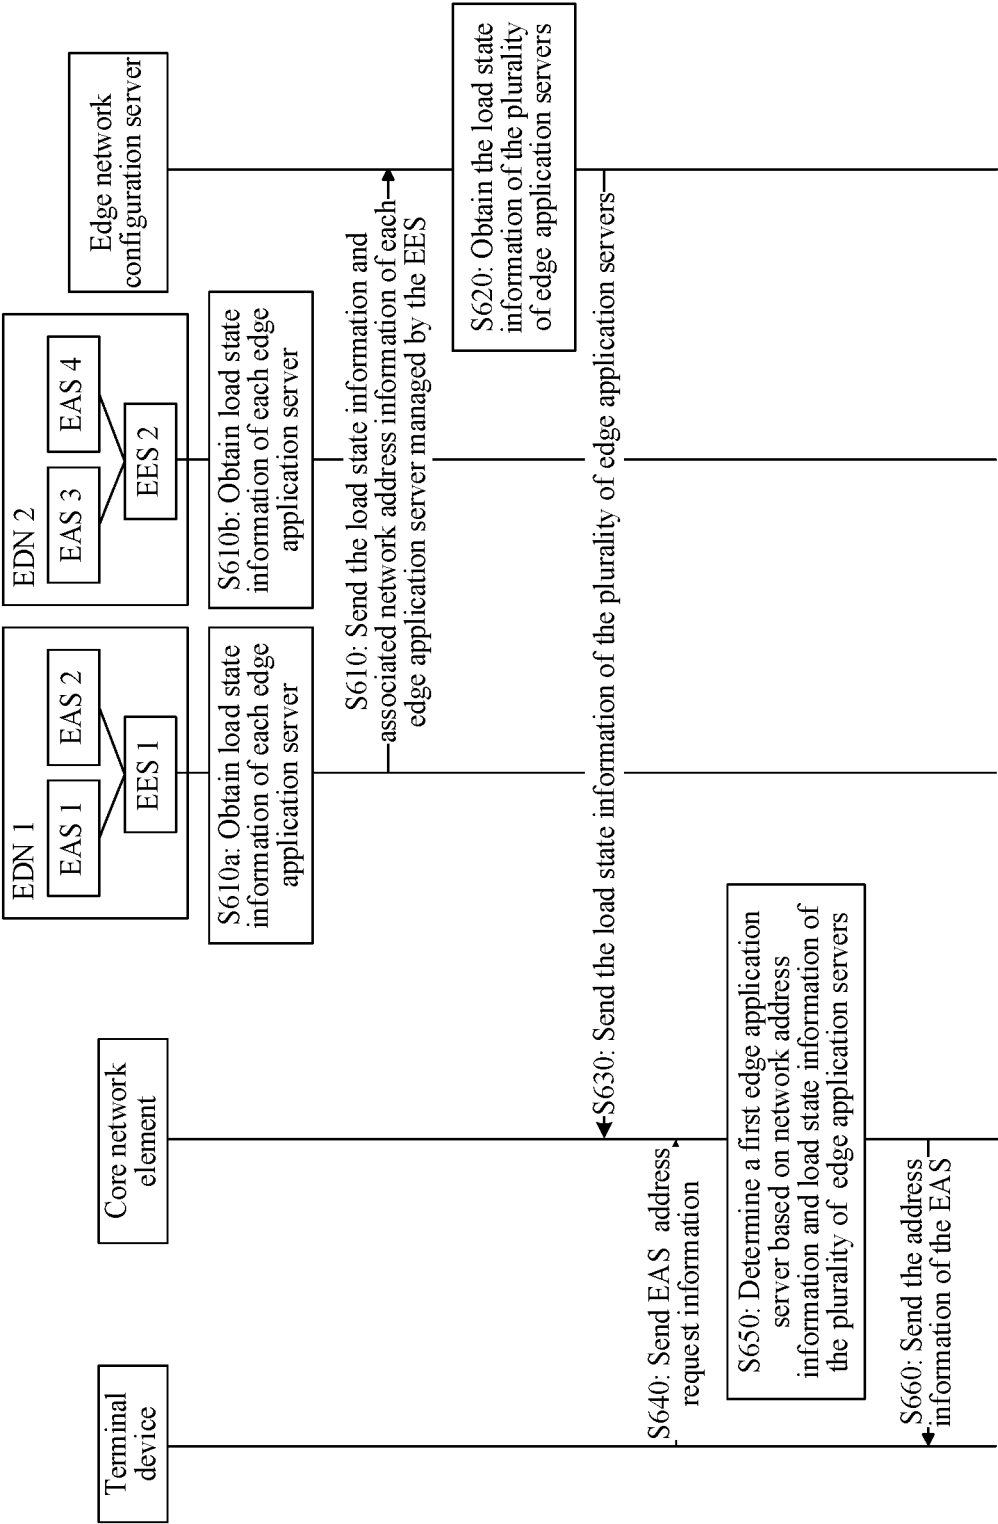 Terminal
device
Core network
element
EDN 1
EAS 1
EAS 2
EES 1
EDN 2
EAS 3
EAS 4
EES 2
Edge network
configuration server
S610a: Obtain load state
information of each edge
application server
S610b: Obtain load state
information of each edge
application server
S610: Send the load state information and
associated network address information of each
edge application server managed by the EES
S620: Obtain the load state
information of the plurality
of edge application servers
S630: Send the load state information of the plurality of edge application servers
S640: Send EAS address
request information
S650: Determine a first edge application
server based on network address
information and load state information of
the plurality of edge application servers
S660: Send the address
information of the EAS